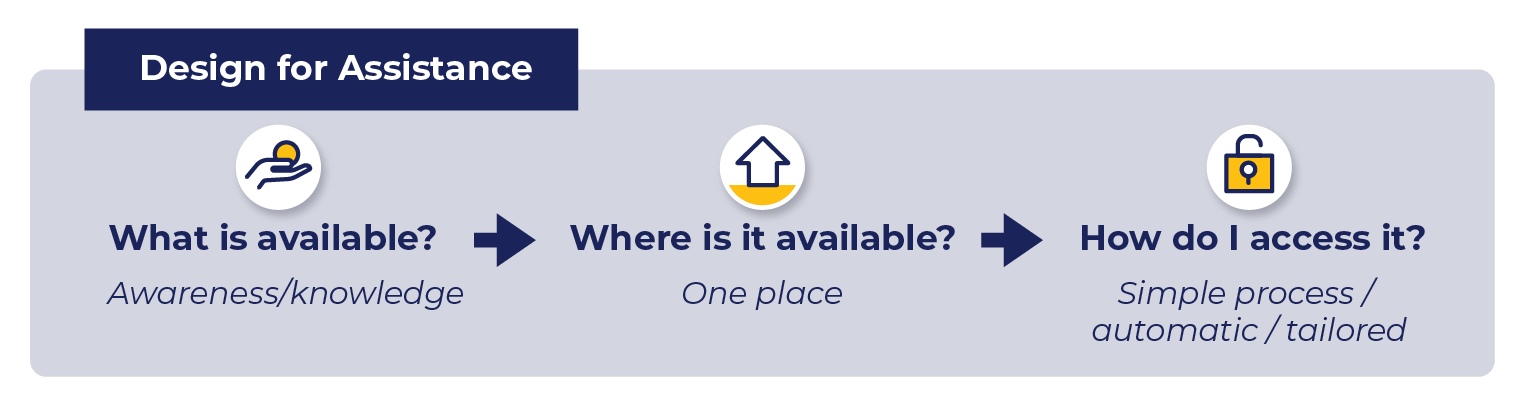 Design for Assistance
What is available?
Awareness/knowledge
Where is it available?
One place
How do I access it?
Simple process /
automatic / tailored